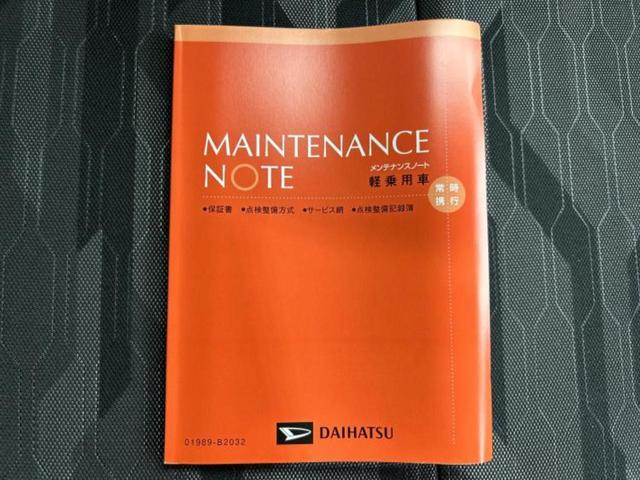 MAINTENANCE
NOTE
メンテナンスノート
軽乗用車
常時
携行
●保証書 ●点検整備方式 ●サービス網 ●点検整備記録簿
01989-B2032
DAIHATSU